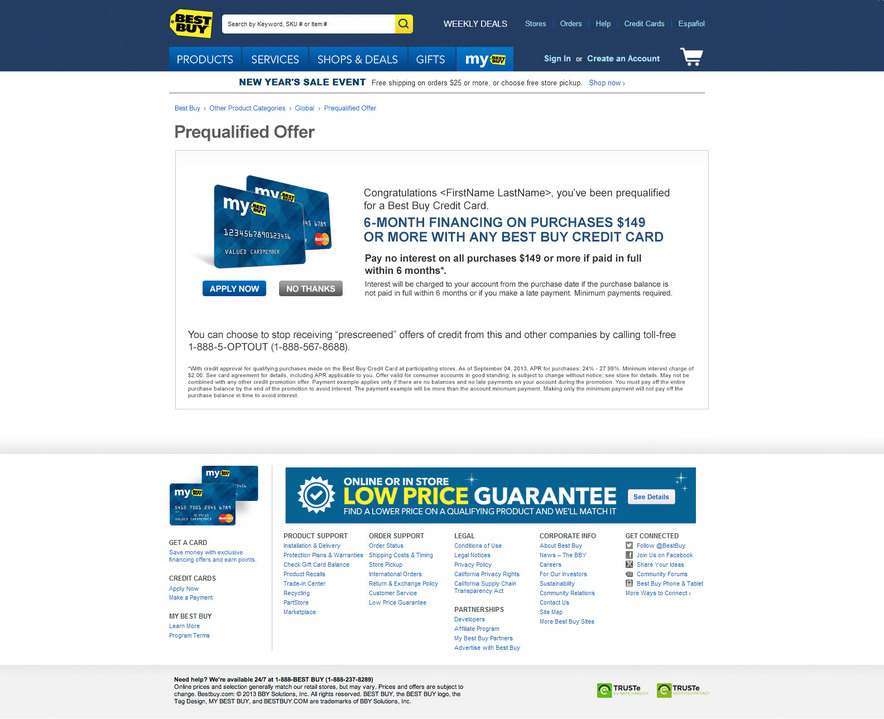 BEST BUY
Search by Keyword, SKU # or Item #
WEEKLY DEALS
Stores Orders Help Credit Cards Español
PRODUCTS SERVICES SHOPS & DEALS GIFTS my BEST BUY
Sign In or Create an Account
NEW YEAR'S SALE EVENT Free shipping on orders $25 or more, or choose free store pickup. Shop now ›
Best Buy › Other Product Categories › Global › Prequalified Offer
Prequalified Offer
my BEST BUY
6789
MasterCard
my BEST BUY
1234567890123456
VALUED CARDMEMBER
APPLY NOW NO THANKS
Congratulations <FirstName LastName>, you've been prequalified
for a Best Buy Credit Card.
6-MONTH FINANCING ON PURCHASES $149
OR MORE WITH ANY BEST BUY CREDIT CARD
Pay no interest on all purchases $149 or more if paid in full
within 6 months*.
Interest will be charged to your account from the purchase date if the purchase balance is
not paid in full within 6 months or if you make a late payment. Minimum payments required.
You can choose to stop receiving "prescreened" offers of credit from this and other companies by calling toll-free
1-888-5-OPTOUT (1-888-567-8688).
*With credit approval for qualifying purchases made on the Best Buy Credit Card at participating stores. As of September 04, 2013, APR for purchases: 24% - 27.99%. Minimum interest charge of
$2.00. See card agreement for details, including APR applicable to you. Offer valid for consumer accounts in good standing; is subject to change without notice; see store for details. May not be
combined with any other credit promotion offer. Payment example applies only if there are no balances and no late payments on your account during the promotion. You must pay off the entire
purchase balance by the end of the promotion to avoid interest. The payment example will be more than the account minimum payment. Making only the minimum payment will not pay off the
purchase balance in time to avoid interest.
my BEST BUY
my BEST BUY
5412 7501 2345 6789
VALUED CARDMEMBER
GET A CARD
Save money with exclusive
financing offers and earn points.
CREDIT CARDS
Apply Now
Make a Payment
MY BEST BUY
Learn More
Program Terms
ONLINE OR IN STORE
LOW PRICE GUARANTEE
FIND A LOWER PRICE ON A QUALIFYING PRODUCT AND WE'LL MATCH IT
See Details
PRODUCT SUPPORT
Installation & Delivery
Protection Plans & Warranties
Check Gift Card Balance
Product Recalls
Trade-in Center
Recycling
PartStore
Marketplace
ORDER SUPPORT
Order Status
Shipping Costs & Timing
Store Pickup
International Orders
Return & Exchange Policy
Customer Service
Low Price Guarantee
LEGAL
Conditions of Use
Legal Notices
Privacy Policy
California Privacy Rights
California Supply Chain
Transparency Act
PARTNERSHIPS
Developers
Affiliate Program
My Best Buy Partners
Advertise with Best Buy
CORPORATE INFO
About Best Buy
News – The BBY
Careers
For Our Investors
Sustainability
Community Relations
Contact Us
Site Map
More Best Buy Sites
GET CONNECTED
Follow @BestBuy
Join Us on Facebook
Share Your Ideas
Community Forums
Best Buy Phone & Tablet
More Ways to Connect ›
Need help? We're available 24/7 at 1-888-BEST BUY (1-888-237-8289)
Online prices and selection generally match our retail stores, but may vary. Prices and offers are subject to
change. Bestbuy.com: © 2013 BBY Solutions, Inc. All rights reserved. BEST BUY, the BEST BUY logo, the
Tag Design, MY BEST BUY, and BESTBUY.COM are trademarks of BBY Solutions, Inc.
TRUSTe
TRUSTe